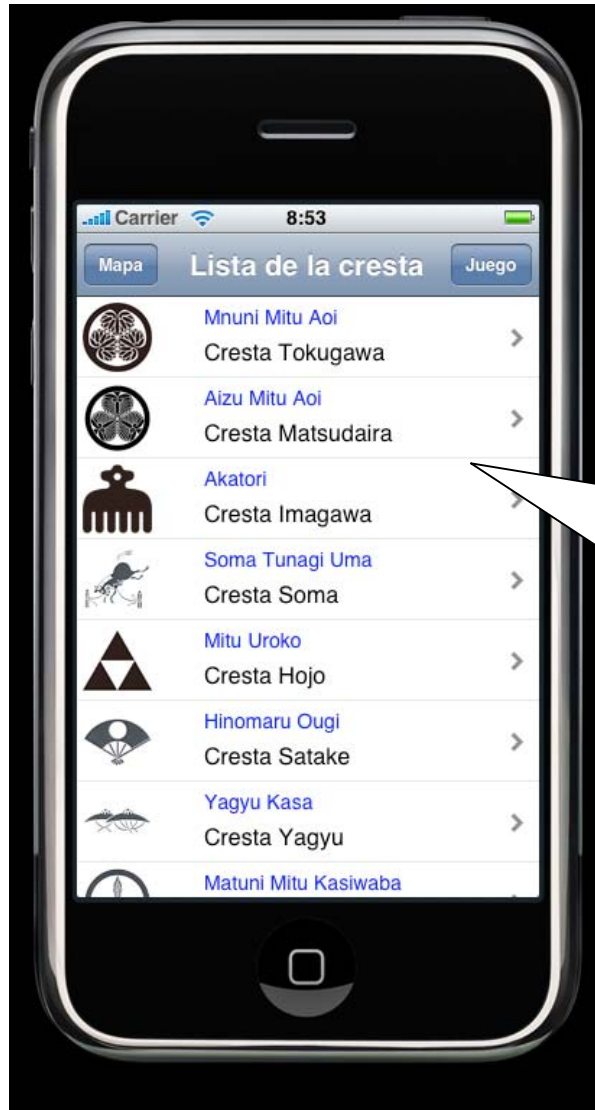 Carrier 8:53
Mapa Lista de la cresta Juego
Mnuni Mitu Aoi
Cresta Tokugawa
Aizu Mitu Aoi
Cresta Matsudaira
Akatori
Cresta Imagawa
Soma Tunagi Uma
Cresta Soma
Mitu Uroko
Cresta Hojo
Hinomaru Ougi
Cresta Satake
Yagyu Kasa
Cresta Yagyu
Matuni Mitu Kasiwaba